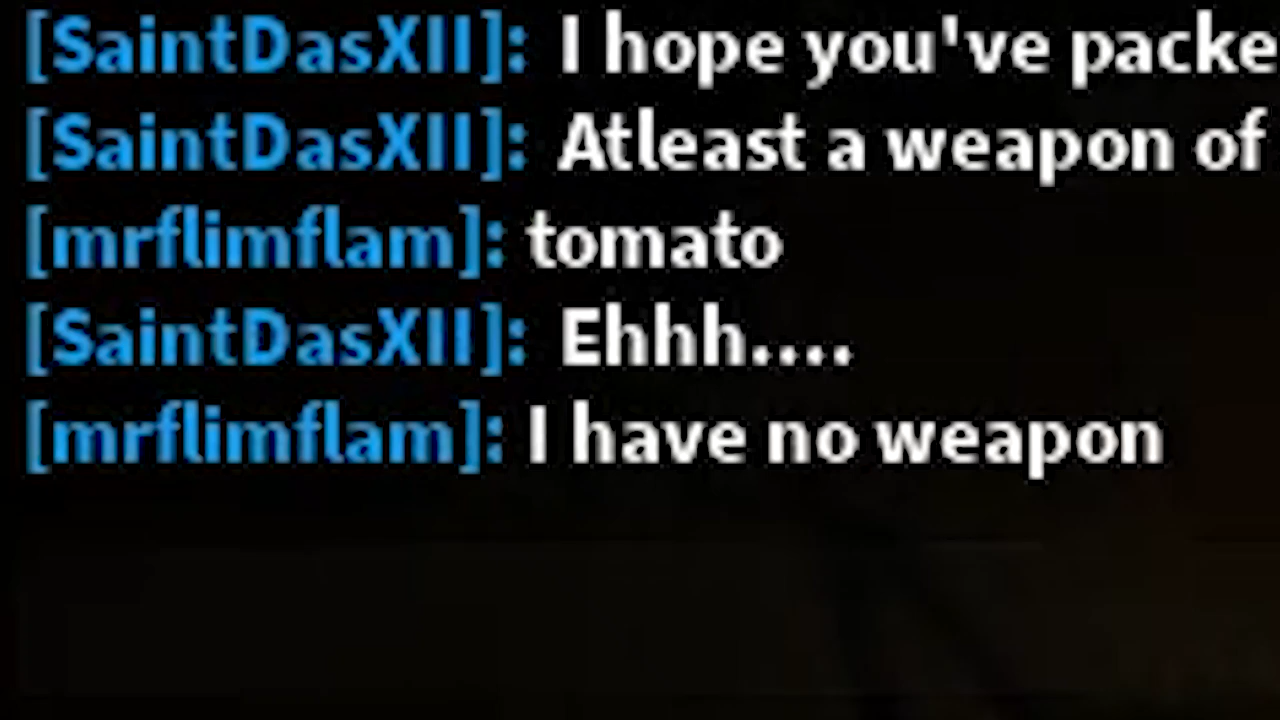 [SaintDasXII]: I hope you've packe
[SaintDasXII]: Atleast a weapon of
[mrflimflam]: tomato
[SaintDasXII]: Ehhh....
[mrflimflam]: I have no weapon